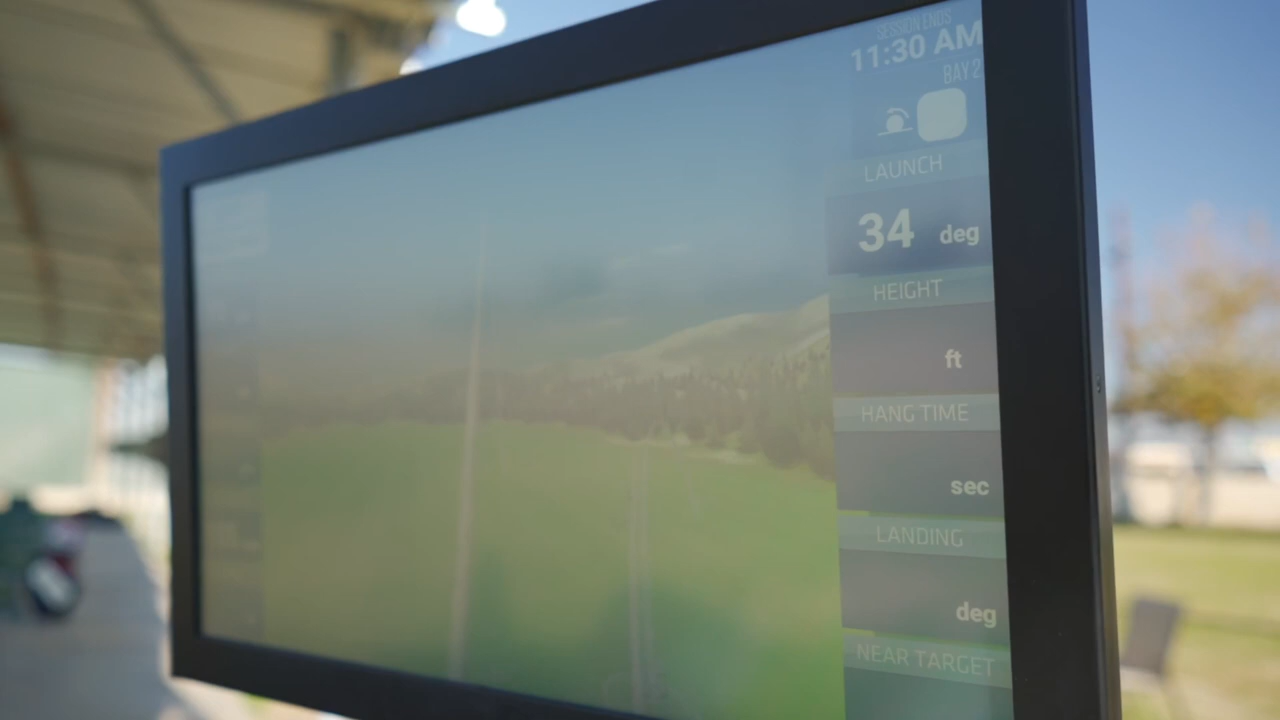 SESSION ENDS
11:30 AM
BAY 2
LAUNCH
34 deg
HEIGHT
ft
HANG TIME
sec
LANDING
deg
NEAR TARGET